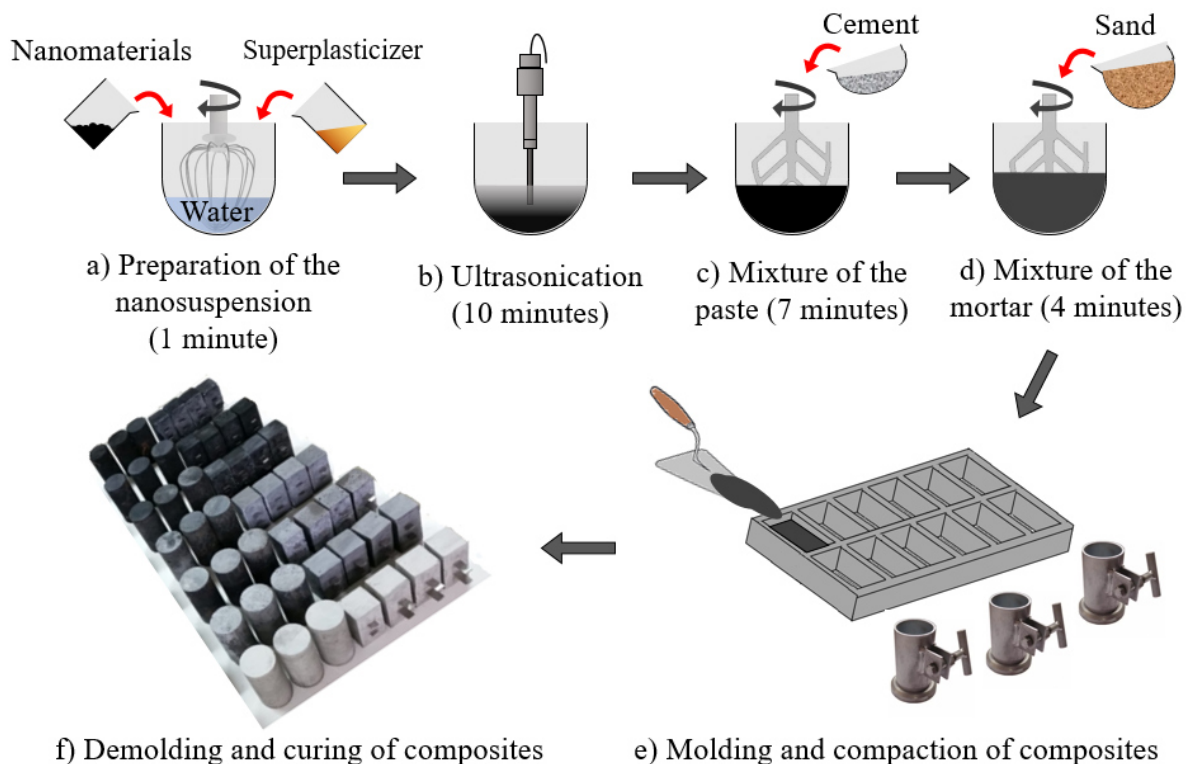 Nanomaterials
Superplasticizer
Water
Cement
Sand
a) Preparation of the
nanosuspension
(1 minute)
b) Ultrasonication
(10 minutes)
c) Mixture of the
paste (7 minutes)
d) Mixture of the
mortar (4 minutes)
f) Demolding and curing of composites
e) Molding and compaction of composites